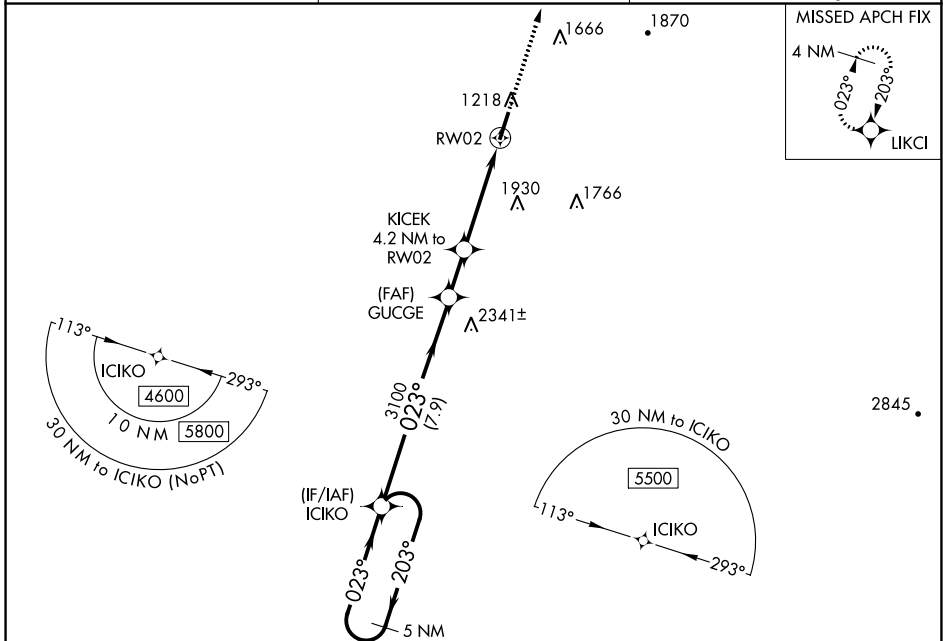 MISSED APCH FIX
4 NM
023°
203°
LIKCI
1666
1870
1218
RW02
1930
1766
KICEK
4.2 NM to
RW02
(FAF)
GUCGE
2341±
113°
ICIKO
293°
4600
10 NM
5800
30 NM to ICIKO (NoPT)
3100
023°
(7.9)
2845
30 NM to ICIKO
5500
113°
ICIKO
293°
(IF/IAF)
ICIKO
023°
203°
5 NM